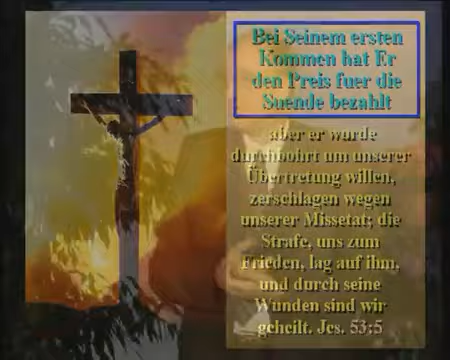 Bei Seinem ersten
Kommen hat Er
den Preis fuer die
Suende bezahlt
aber er wurde
durchbohrt um unserer
Übertretung willen,
zerschlagen wegen
unserer Missetat; die
Strafe, uns zum
Frieden, lag auf ihm,
und durch seine
Wunden sind wir
geheilt. Jes. 53:5